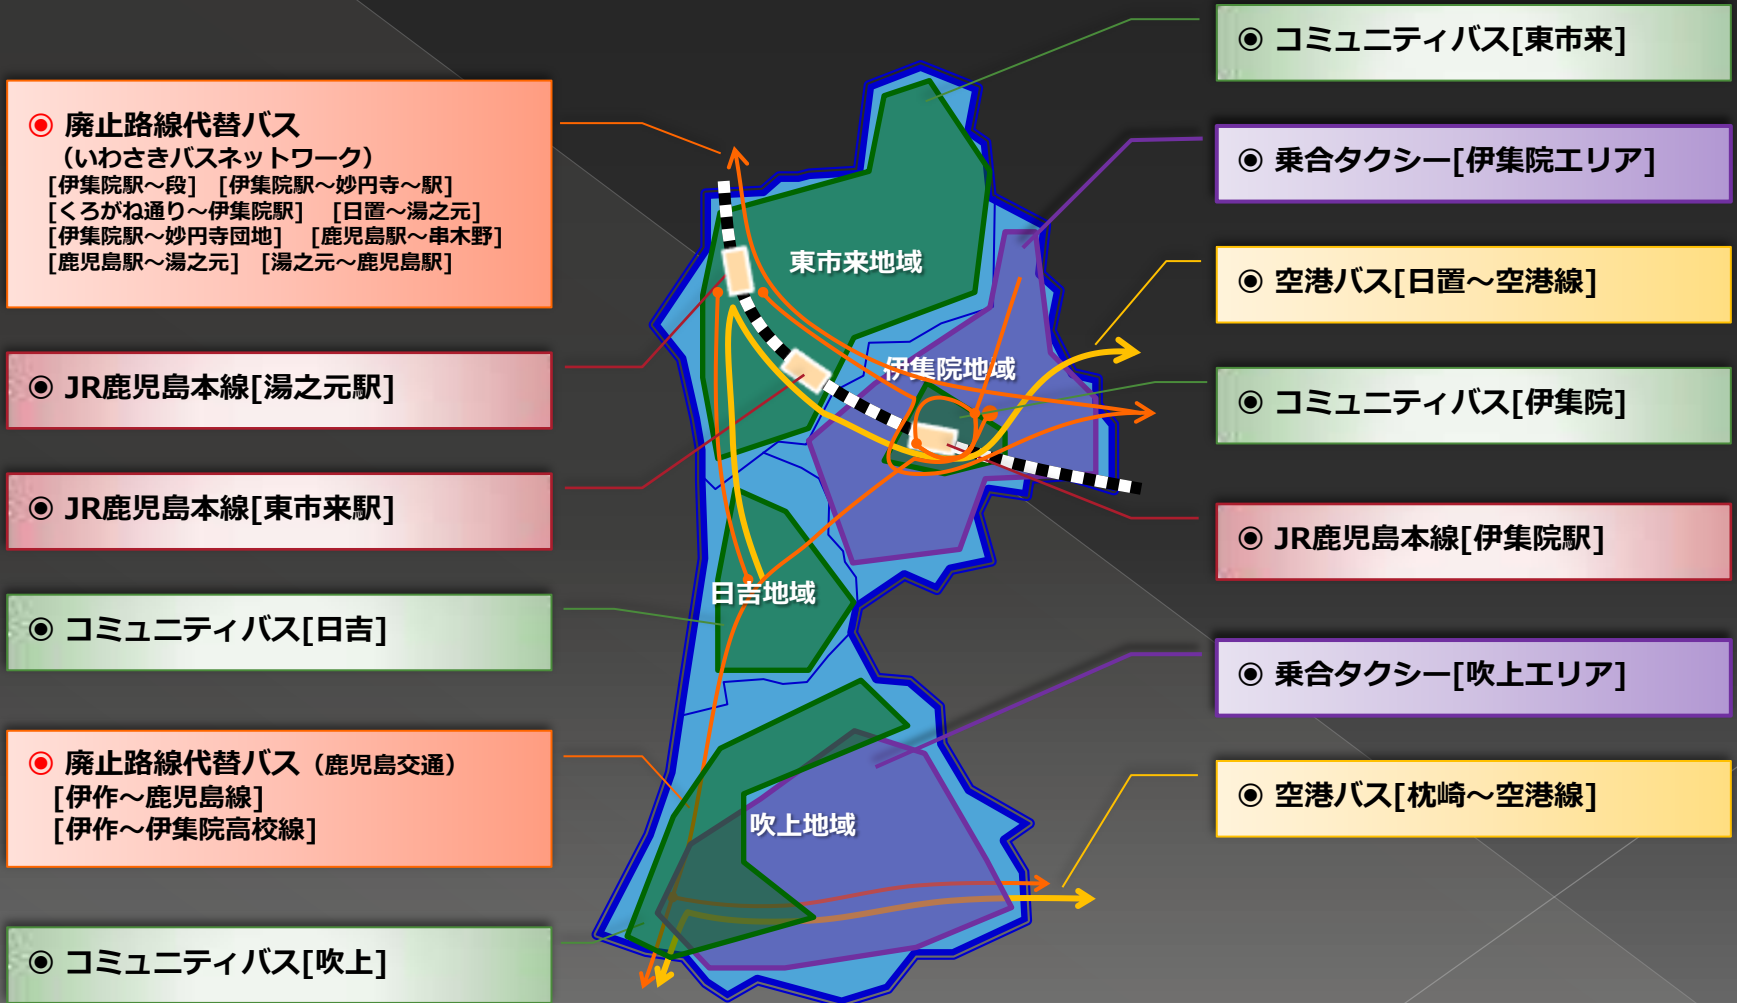 ◉ 廃止路線代替バス
（いわさきバスネットワーク）
[伊集院駅～段] [伊集院駅～妙円寺～駅]
[くろがね通り～伊集院駅] [日置～湯之元]
[伊集院駅～妙円寺団地] [鹿児島駅～串木野]
[鹿児島駅～湯之元] [湯之元～鹿児島駅]
◉ JR鹿児島本線[湯之元駅]
◉ JR鹿児島本線[東市来駅]
◉ コミュニティバス[日吉]
◉ 廃止路線代替バス（鹿児島交通）
[伊作～鹿児島線]
[伊作～伊集院高校線]
◉ コミュニティバス[吹上]
東市来地域
伊集院地域
日吉地域
吹上地域
◉ コミュニティバス[東市来]
◉ 乗合タクシー[伊集院エリア]
◉ 空港バス[日置～空港線]
◉ コミュニティバス[伊集院]
◉ JR鹿児島本線[伊集院駅]
◉ 乗合タクシー[吹上エリア]
◉ 空港バス[枕崎～空港線]